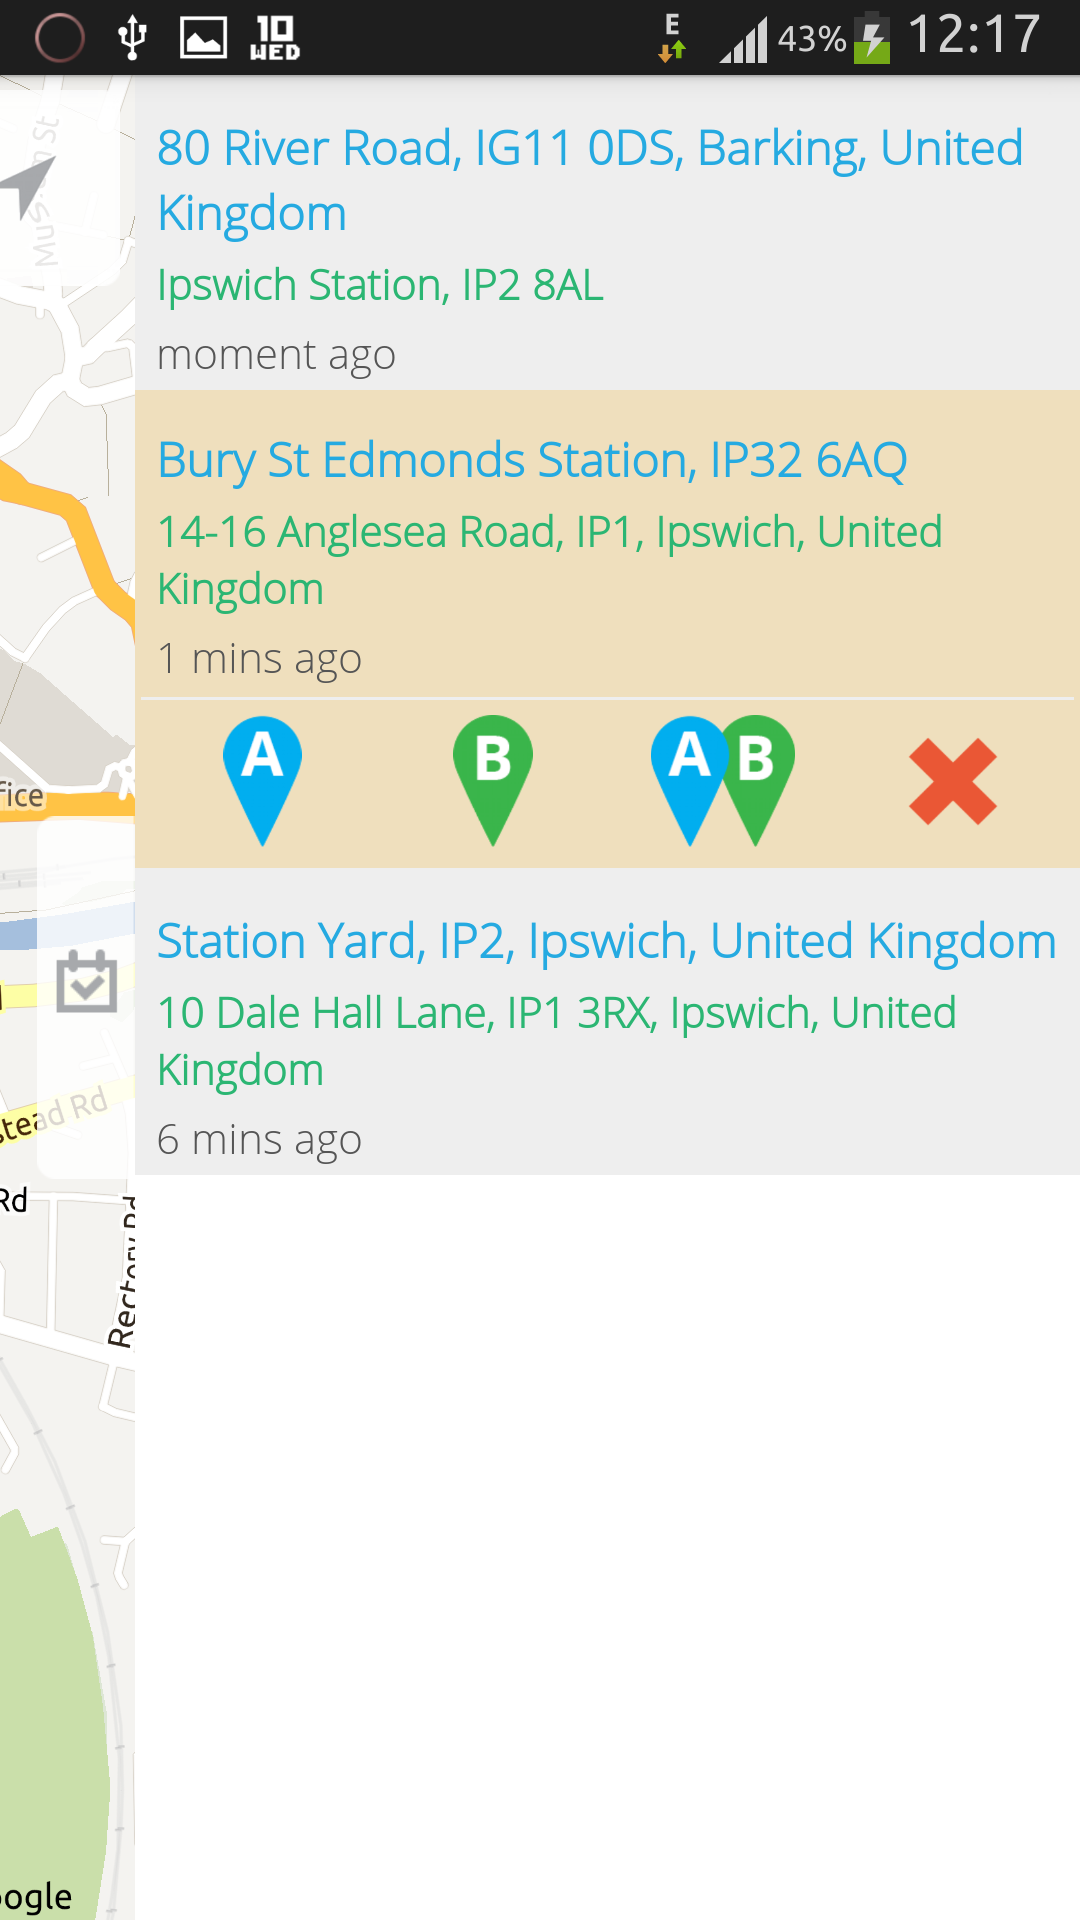 10
WED
E
43%
12:17
80 River Road, IG11 0DS, Barking, United
Kingdom
Ipswich Station, IP2 8AL
moment ago
Bury St Edmonds Station, IP32 6AQ
14-16 Anglesea Road, IP1, Ipswich, United
Kingdom
1 mins ago
A
B
A
B
Station Yard, IP2, Ipswich, United Kingdom
10 Dale Hall Lane, IP1 3RX, Ipswich, United
Kingdom
6 mins ago
St
fice
stead Rd
Rd
Rectory Rd
oogle